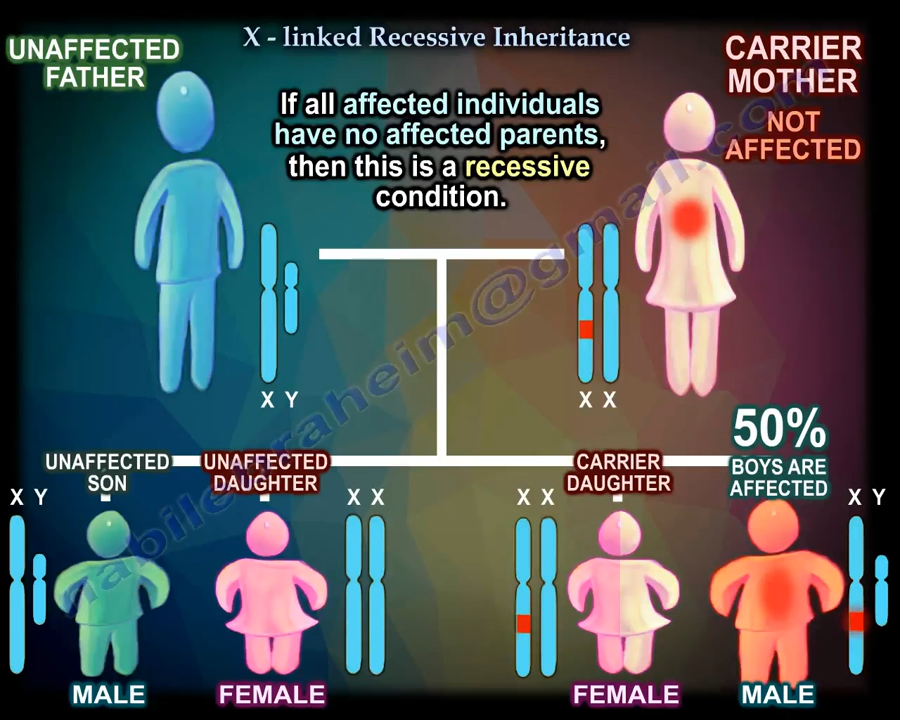 X - linked Recessive Inheritance
UNAFFECTED
FATHER
CARRIER
MOTHER
NOT
AFFECTED
If all affected individuals
have no affected parents,
then this is a recessive
condition.
X Y
X X
50%
BOYS ARE
AFFECTED
UNAFFECTED
SON
UNAFFECTED
DAUGHTER
CARRIER
DAUGHTER
X Y
X X
X X
X Y
MALE
FEMALE
FEMALE
MALE